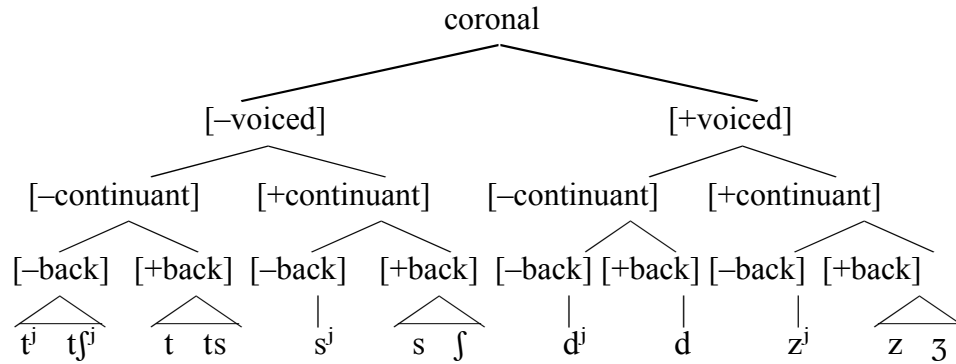 coronal
[–voiced] [+voiced]
[–continuant] [+continuant] [–continuant] [+continuant]
[–back] [+back] [–back] [+back] [–back] [+back] [–back] [+back]
tʲ tʃʲ t ts sʲ s ʃ dʲ d zʲ z ʒ